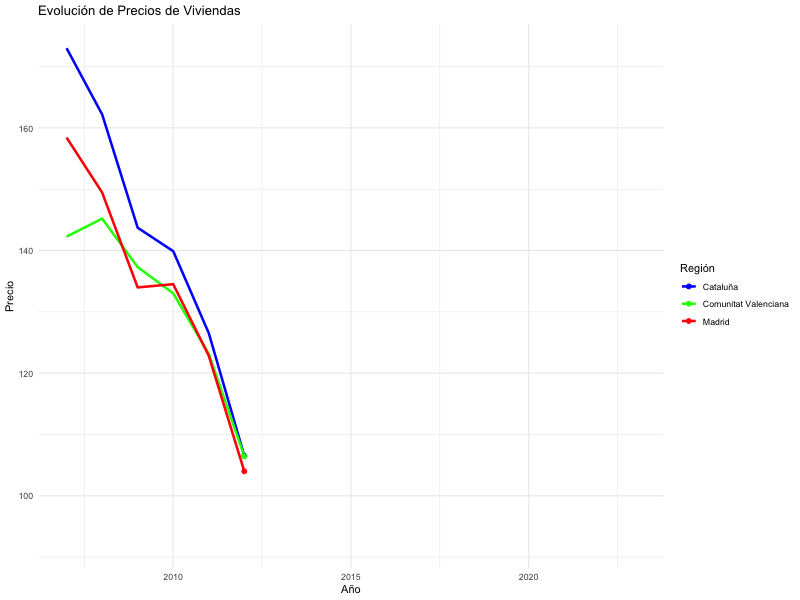 Evolución de Precios de Viviendas
Precio
160
140
120
100
2010
2015
2020
Año
Región
Cataluña
Comunitat Valenciana
Madrid